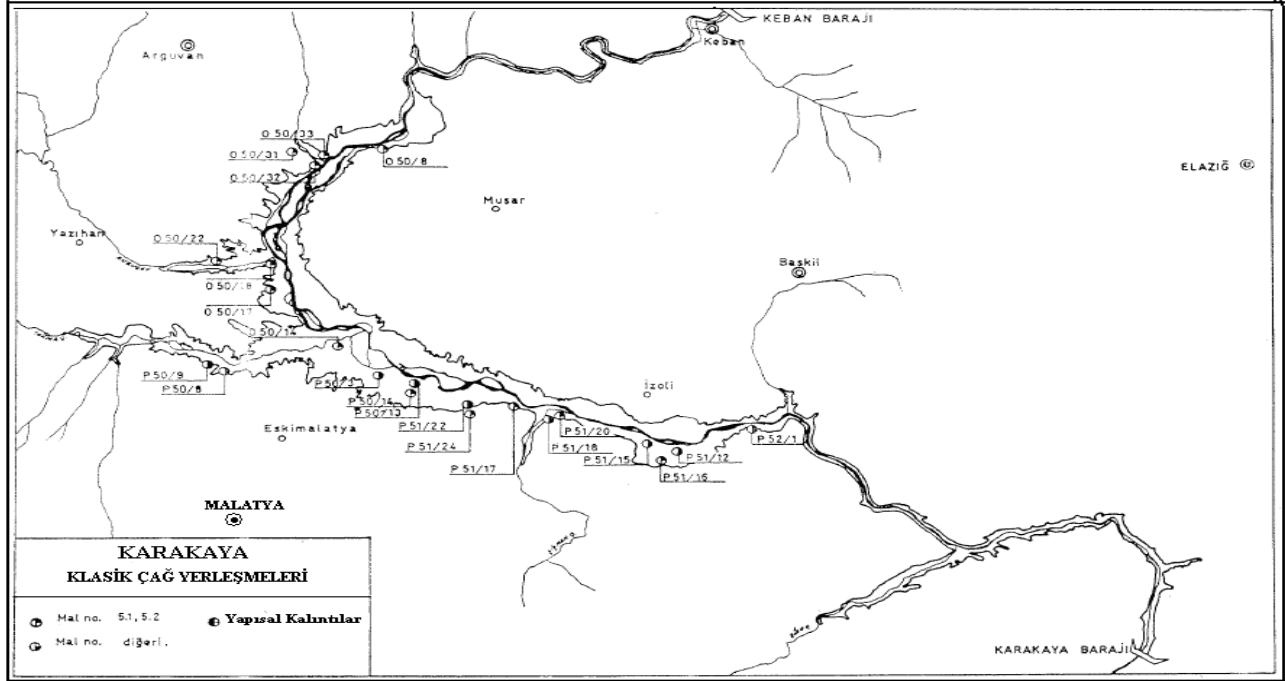 KEBAN BARAJI
Keban
Arguvan
O 50/33
O 50/31
O 50/8
O 50/32
ELAZIĞ
Musar
Yazıhan
O 50/22
Baskil
O 50/18
O 50/17
O 50/14
P 50/9
P 50/8
P 50/3
İzoli
P 50/14
P 50/13
Eskimalatya
P 51/22
P 51/20
P 52/1
P 51/24
P 51/18
P 51/15
P 51/12
P 51/17
P 51/16
MALATYA
KARAKAYA
KLASİK ÇAĞ YERLEŞMELERİ
Mal no. 5.1, 5.2 Yapısal Kalıntılar
Mal no. diğeri.
KARAKAYA BARAJI